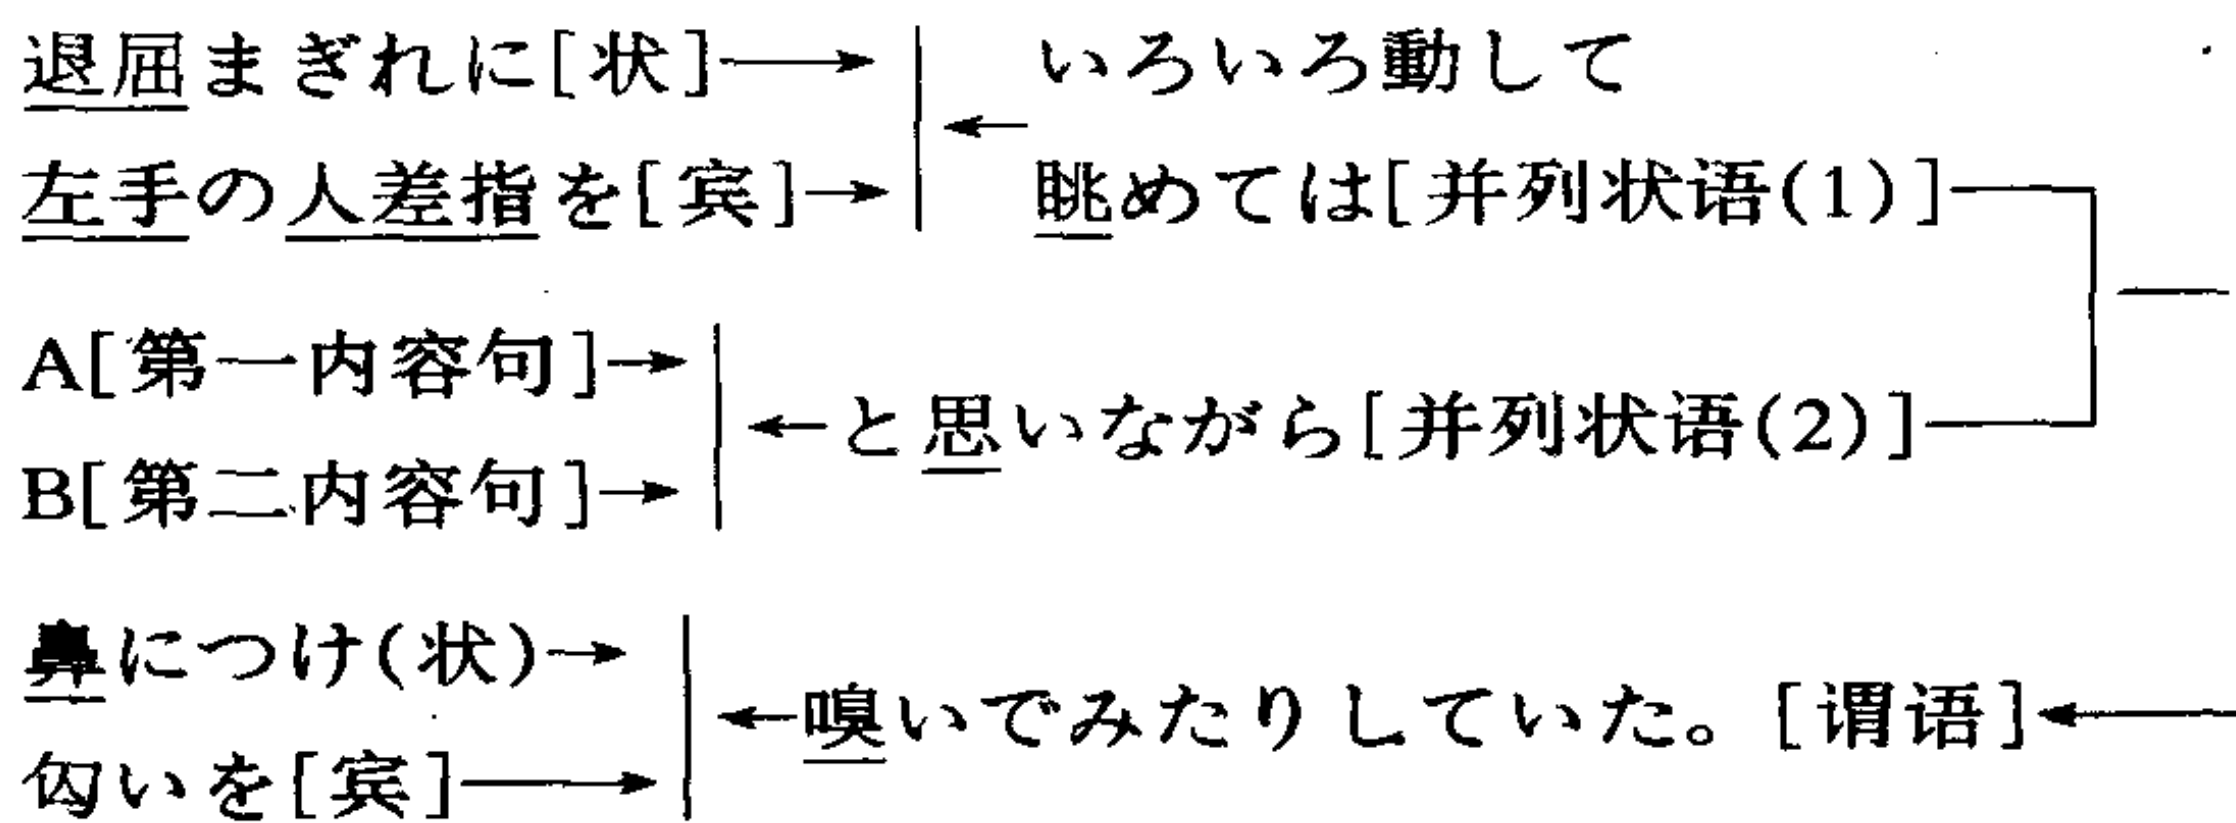 退屈まぎれに[状]→ いろいろ動して
←
左手の人差指を[宾]→ 眺めては[并列状语(1)]
A[第一内容句]→
←と思いながら[并列状语(2)]
B[第二内容句]→
鼻につけ(状)→
←嗅いでみたりしていた。[谓语]←
匂いを[宾]→